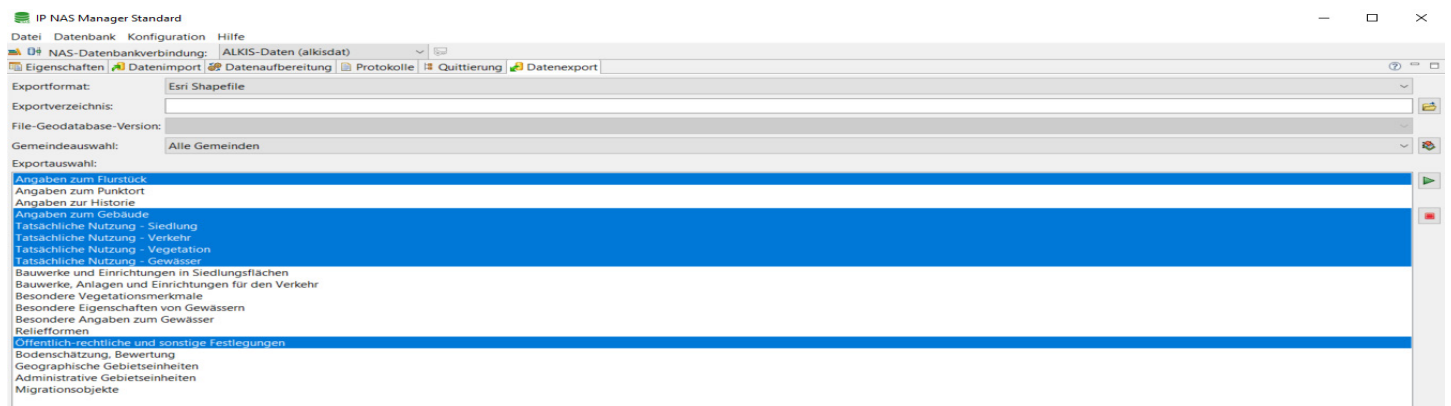 IP NAS Manager Standard
Datei Datenbank Konfiguration Hilfe
NAS-Datenbankverbindung: ALKIS-Daten (alkisdat)
Eigenschaften Datenimport Datenaufbereitung Protokolle Quittierung Datenexport
Exportformat: Esri Shapefile
Exportverzeichnis:
File-Geodatabase-Version:
Gemeindeauswahl: Alle Gemeinden
Exportauswahl:
Angaben zum Flurstück
Angaben zum Punktort
Angaben zur Historie
Angaben zum Gebäude
Tatsächliche Nutzung - Siedlung
Tatsächliche Nutzung - Verkehr
Tatsächliche Nutzung - Vegetation
Tatsächliche Nutzung - Gewässer
Bauwerke und Einrichtungen in Siedlungsflächen
Bauwerke, Anlagen und Einrichtungen für den Verkehr
Besondere Vegetationsmerkmale
Besondere Eigenschaften von Gewässern
Besondere Angaben zum Gewässer
Reliefformen
Öffentlich-rechtliche und sonstige Festlegungen
Bodenschätzung, Bewertung
Geographische Gebietseinheiten
Administrative Gebietseinheiten
Migrationsobjekte